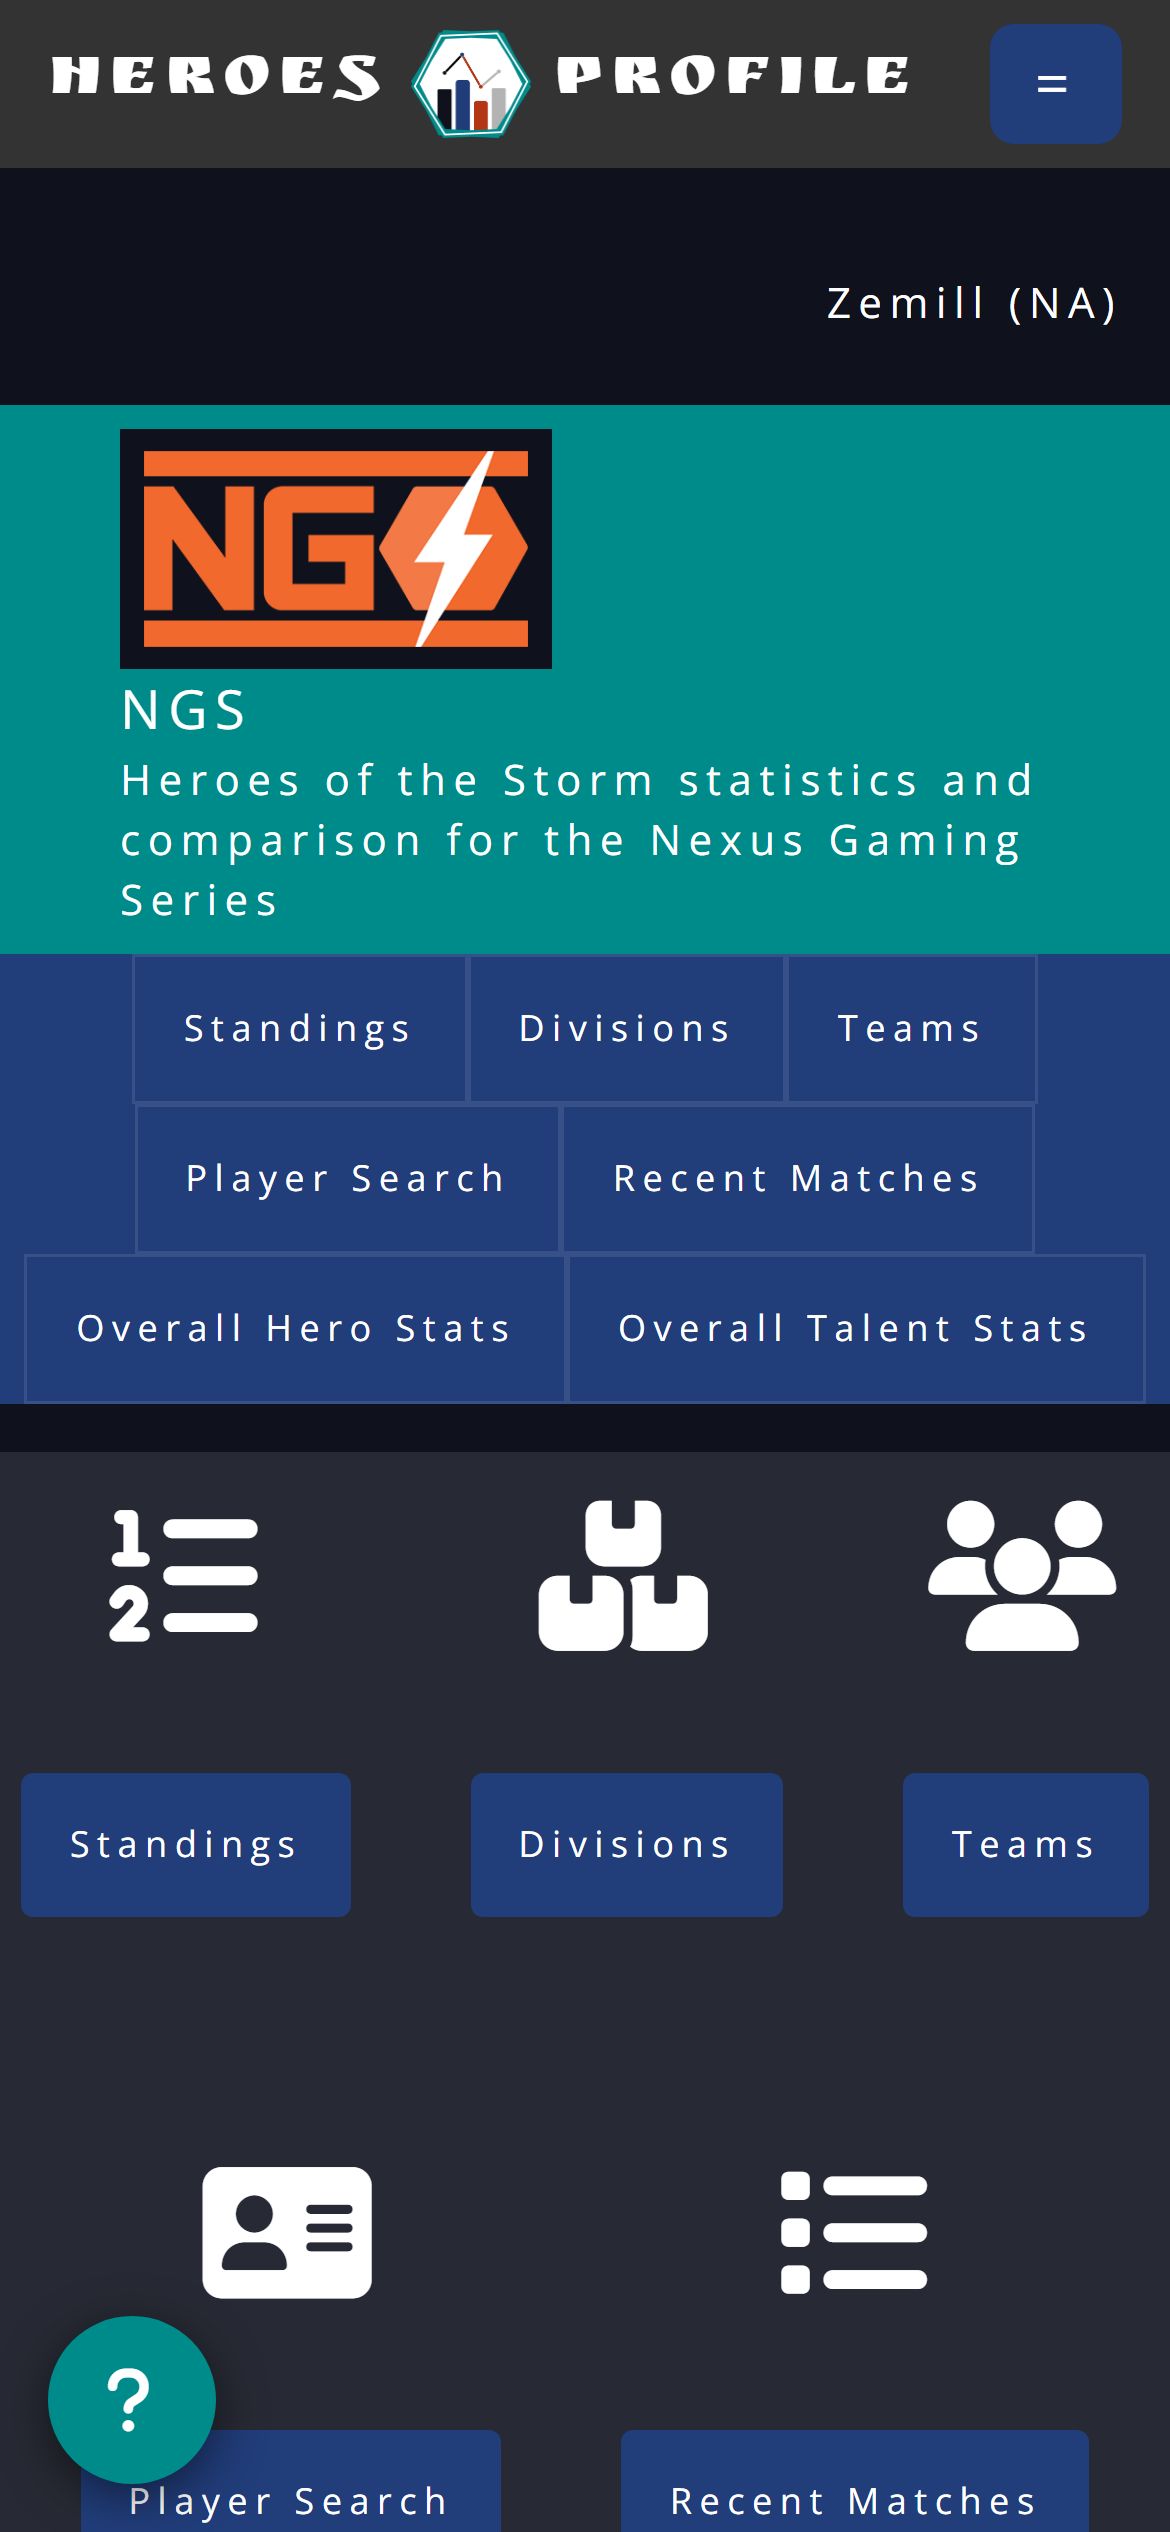 HEROES PROFILE
=
Zemill (NA)
NGS
NGS
Heroes of the Storm statistics and
comparison for the Nexus Gaming
Series
Standings Divisions Teams
Player Search Recent Matches
Overall Hero Stats Overall Talent Stats
1
2
Standings Divisions Teams
?
Player Search Recent Matches